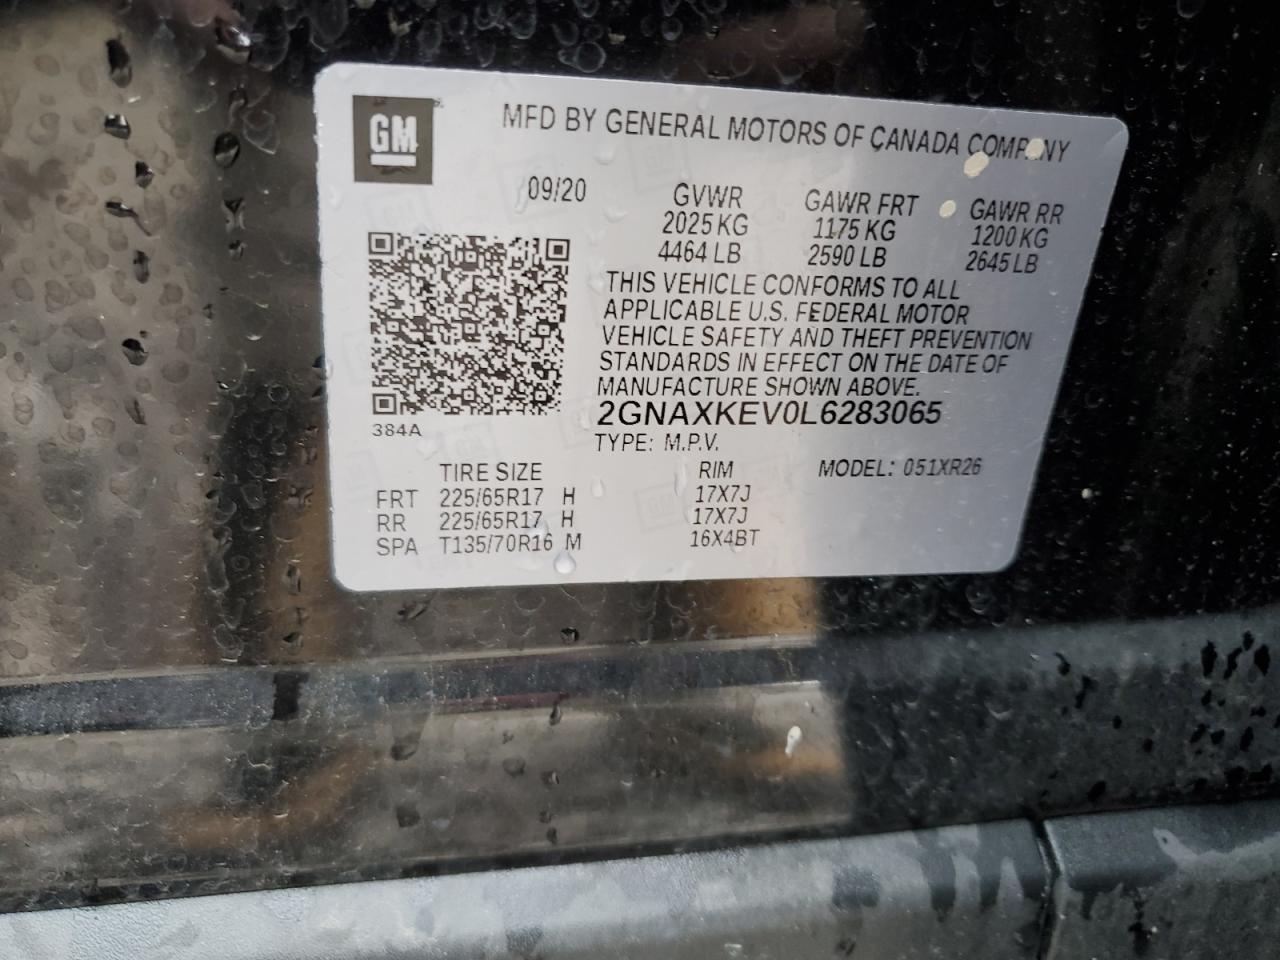 GM
MFD BY GENERAL MOTORS OF CANADA COMPANY
09/20 GVWR GAWR FRT GAWR RR
2025 KG 1175 KG 1200 KG
4464 LB 2590 LB 2645 LB
THIS VEHICLE CONFORMS TO ALL
APPLICABLE U.S. FEDERAL MOTOR
VEHICLE SAFETY AND THEFT PREVENTION
STANDARDS IN EFFECT ON THE DATE OF
MANUFACTURE SHOWN ABOVE.
2GNAXKEV0L6283065
384A
TYPE: M.P.V.
TIRE SIZE RIM MODEL: 051XR26
FRT 225/65R17 H 17X7J
RR 225/65R17 H 17X7J
SPA T135/70R16 M 16X4BT